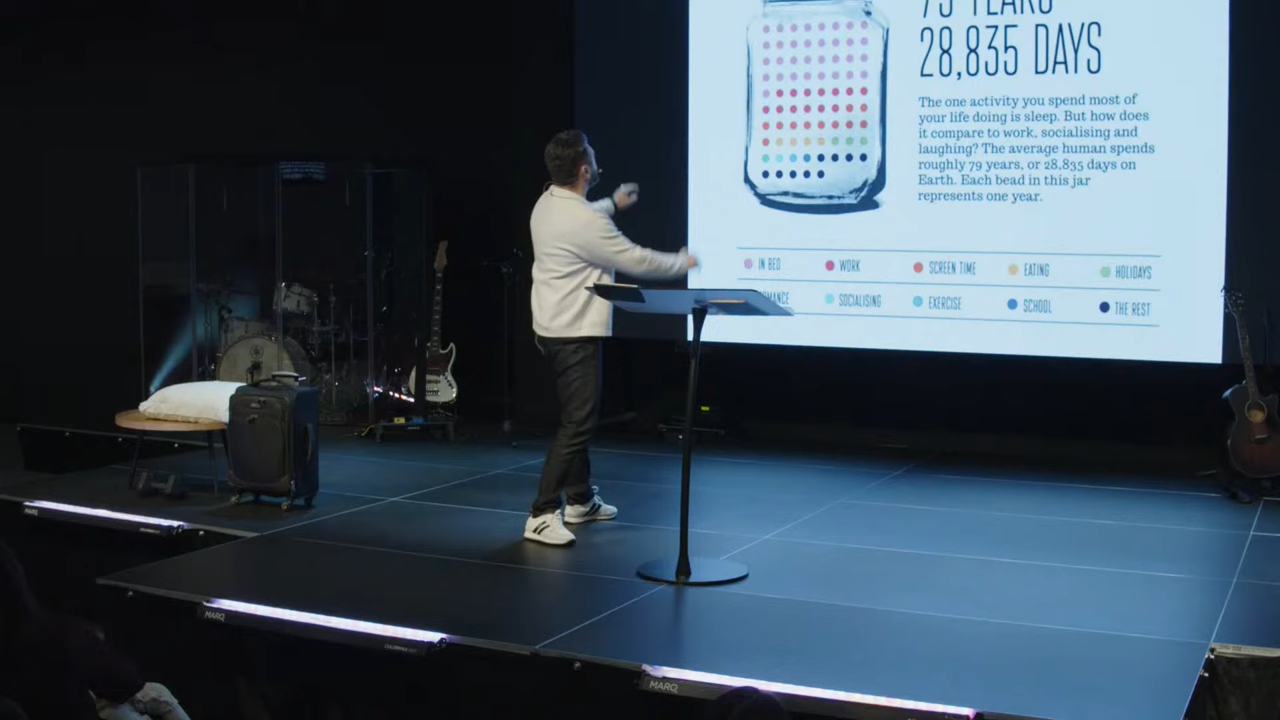 79 YEARS
28,835 DAYS
The one activity you spend most of
your life doing is sleep. But how does
it compare to work, socialising and
laughing? The average human spends
roughly 79 years, or 28,835 days on
Earth. Each bead in this jar
represents one year.
IN BED WORK SCREEN TIME EATING HOLIDAYS
SOCIALISING EXERCISE SCHOOL THE REST
MARQ
MARQ
MARQ